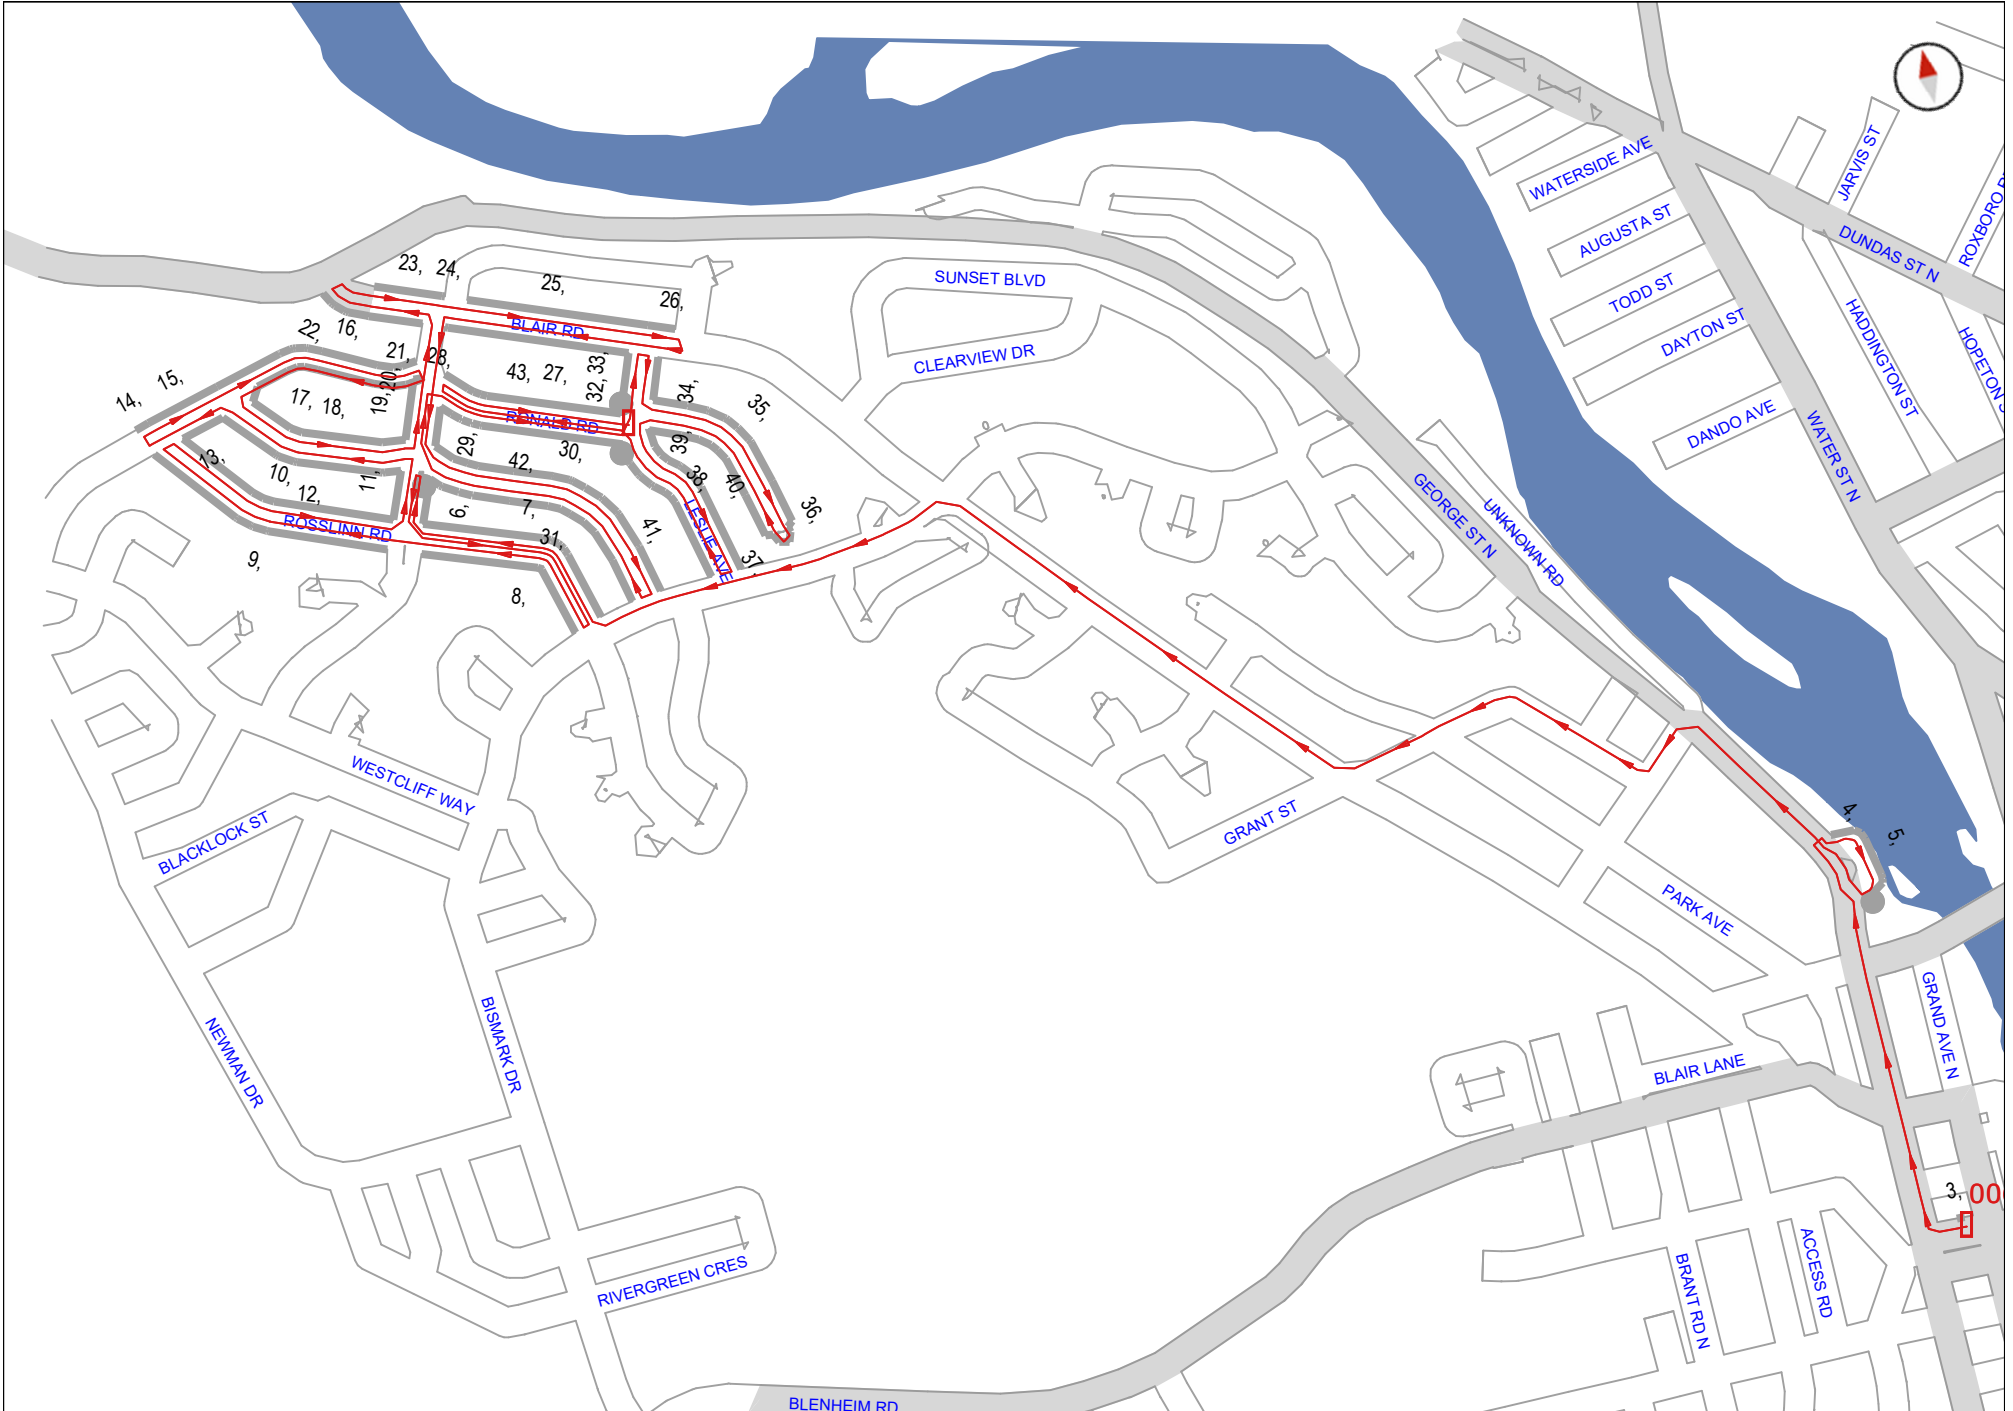 WATERSIDE AVE
JARVIS ST
ROXBORO R
AUGUSTA ST
DUNDAS ST N
TODD ST
DAYTON ST
HADDINGTON ST
HOPETON S
DANDO AVE
WATER ST N
23, 24,
25,
26,
SUNSET BLVD
BLAIR RD
CLEARVIEW DR
22, 16,
21, 28,
43, 27,
32, 33,
34,
35,
14, 15,
17, 18,
19, 20,
RONALD RD
29,
42,
30,
39,
38,
40,
36,
13,
10,
12,
11,
6,
7,
31,
41,
LESLIE AVE
37,
ROSSLINN RD
9,
8,
GEORGE ST N
UNKNOWN RD
WESTCLIFF WAY
BLACKLOCK ST
GRANT ST
4,
5,
PARK AVE
NEWMAN DR
BISMARK DR
GRAND AVE N
BLAIR LANE
3, 00
ACCESS RD
BRANT RD N
RIVERGREEN CRES
BLENHEIM RD